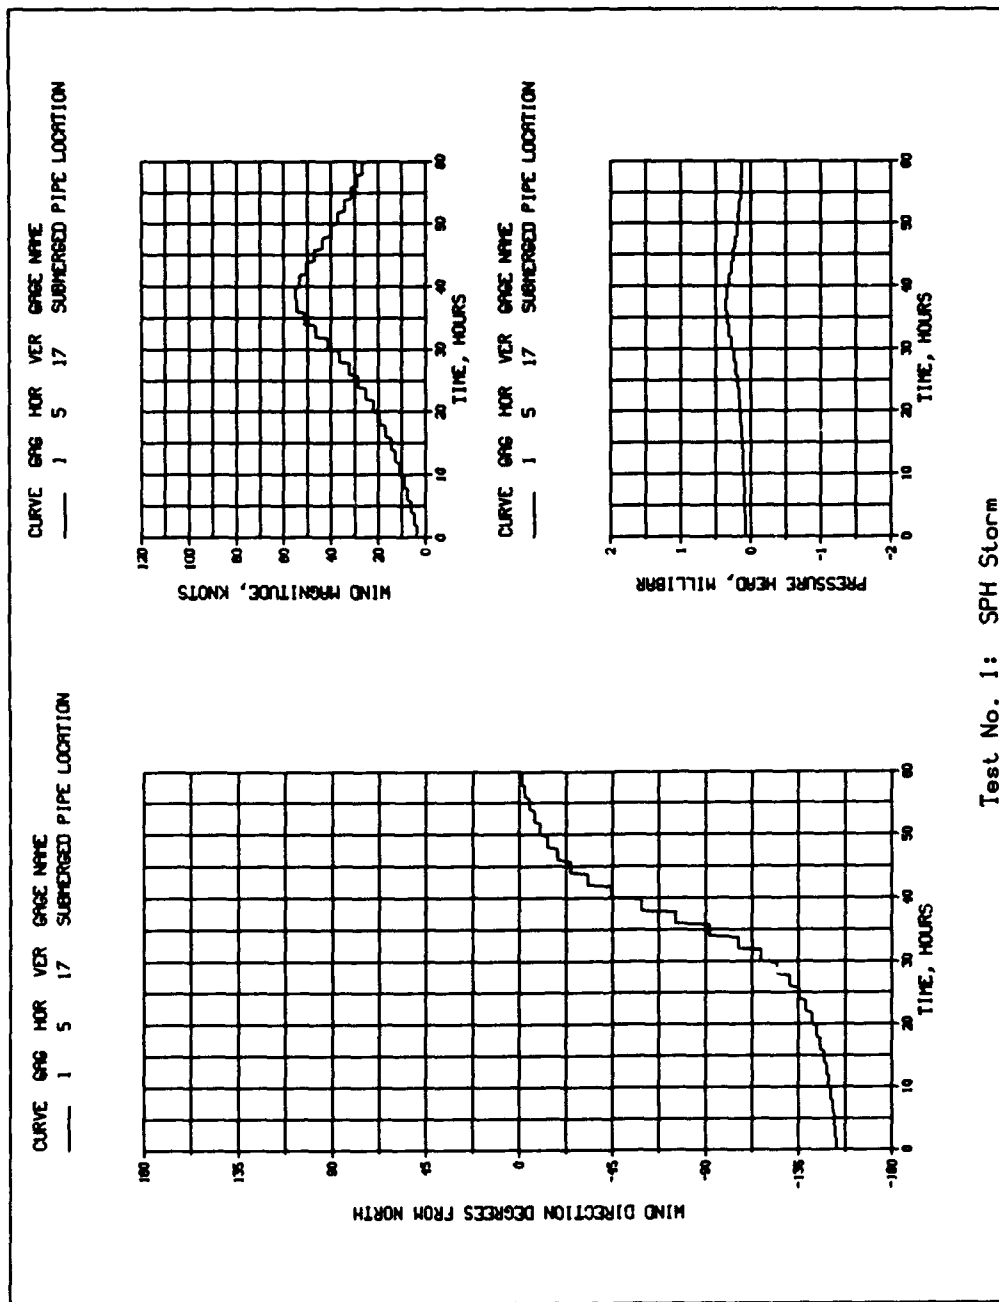 CURVE GAG HOR VER GAGE NAME
1 5 17 SUBMERGED PIPE LOCATION
WIND DIRECTION DEGREES FROM NORTH
180
135
90
45
0
-45
-90
-135
-180
0 10 20 30 40 50 60
TIME, HOURS
CURVE GAG HOR VER GAGE NAME
1 5 17 SUBMERGED PIPE LOCATION
WIND MAGNITUDE, KNOTS
120
100
80
60
40
20
0
0 10 20 30 40 50 60
TIME, HOURS
CURVE GAG HOR VER GAGE NAME
1 5 17 SUBMERGED PIPE LOCATION
PRESSURE HEAD, MILLIBAR
2
1
0
-1
-2
0 10 20 30 40 50 60
TIME, HOURS
Test No. 1: SPH Storm